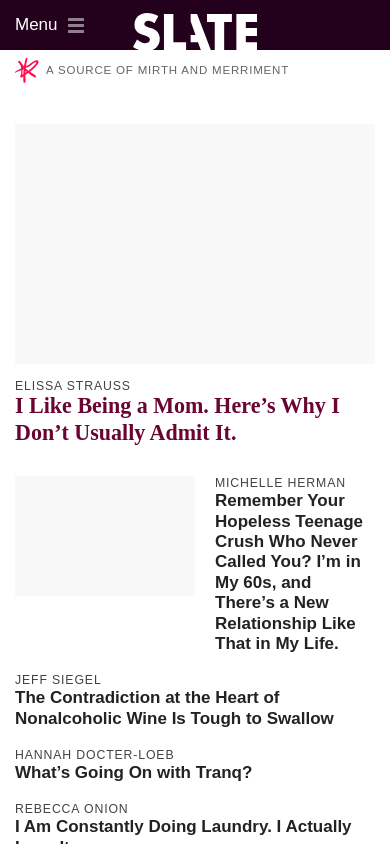 Menu
SLATE
A SOURCE OF MIRTH AND MERRIMENT
ELISSA STRAUSS
I Like Being a Mom. Here’s Why I
Don’t Usually Admit It.
MICHELLE HERMAN
Remember Your
Hopeless Teenage
Crush Who Never
Called You? I’m in
My 60s, and
There’s a New
Relationship Like
That in My Life.
JEFF SIEGEL
The Contradiction at the Heart of
Nonalcoholic Wine Is Tough to Swallow
HANNAH DOCTER-LOEB
What’s Going On with Tranq?
REBECCA ONION
I Am Constantly Doing Laundry. I Actually